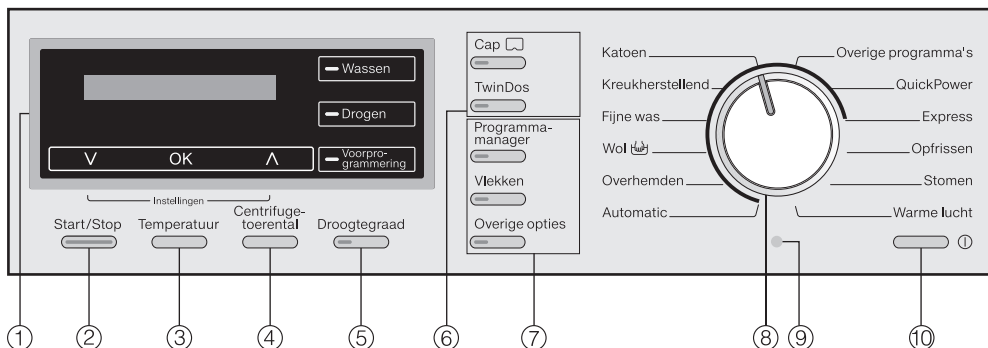 Wassen
Drogen
Voorpro-
grammering
V OK Λ
Instellingen
Start/Stop
Temperatuur
Centrifuge-
toerental
Droogtegraad
Cap
TwinDos
Programma-
manager
Vlekken
Overige opties
Katoen
Kreukherstellend
Fijne was
Wol
Overhemden
Automatic
Overige programma's
QuickPower
Express
Opfrissen
Stomen
Warme lucht
① ② ③ ④ ⑤ ⑥ ⑦ ⑧ ⑨ ⑩